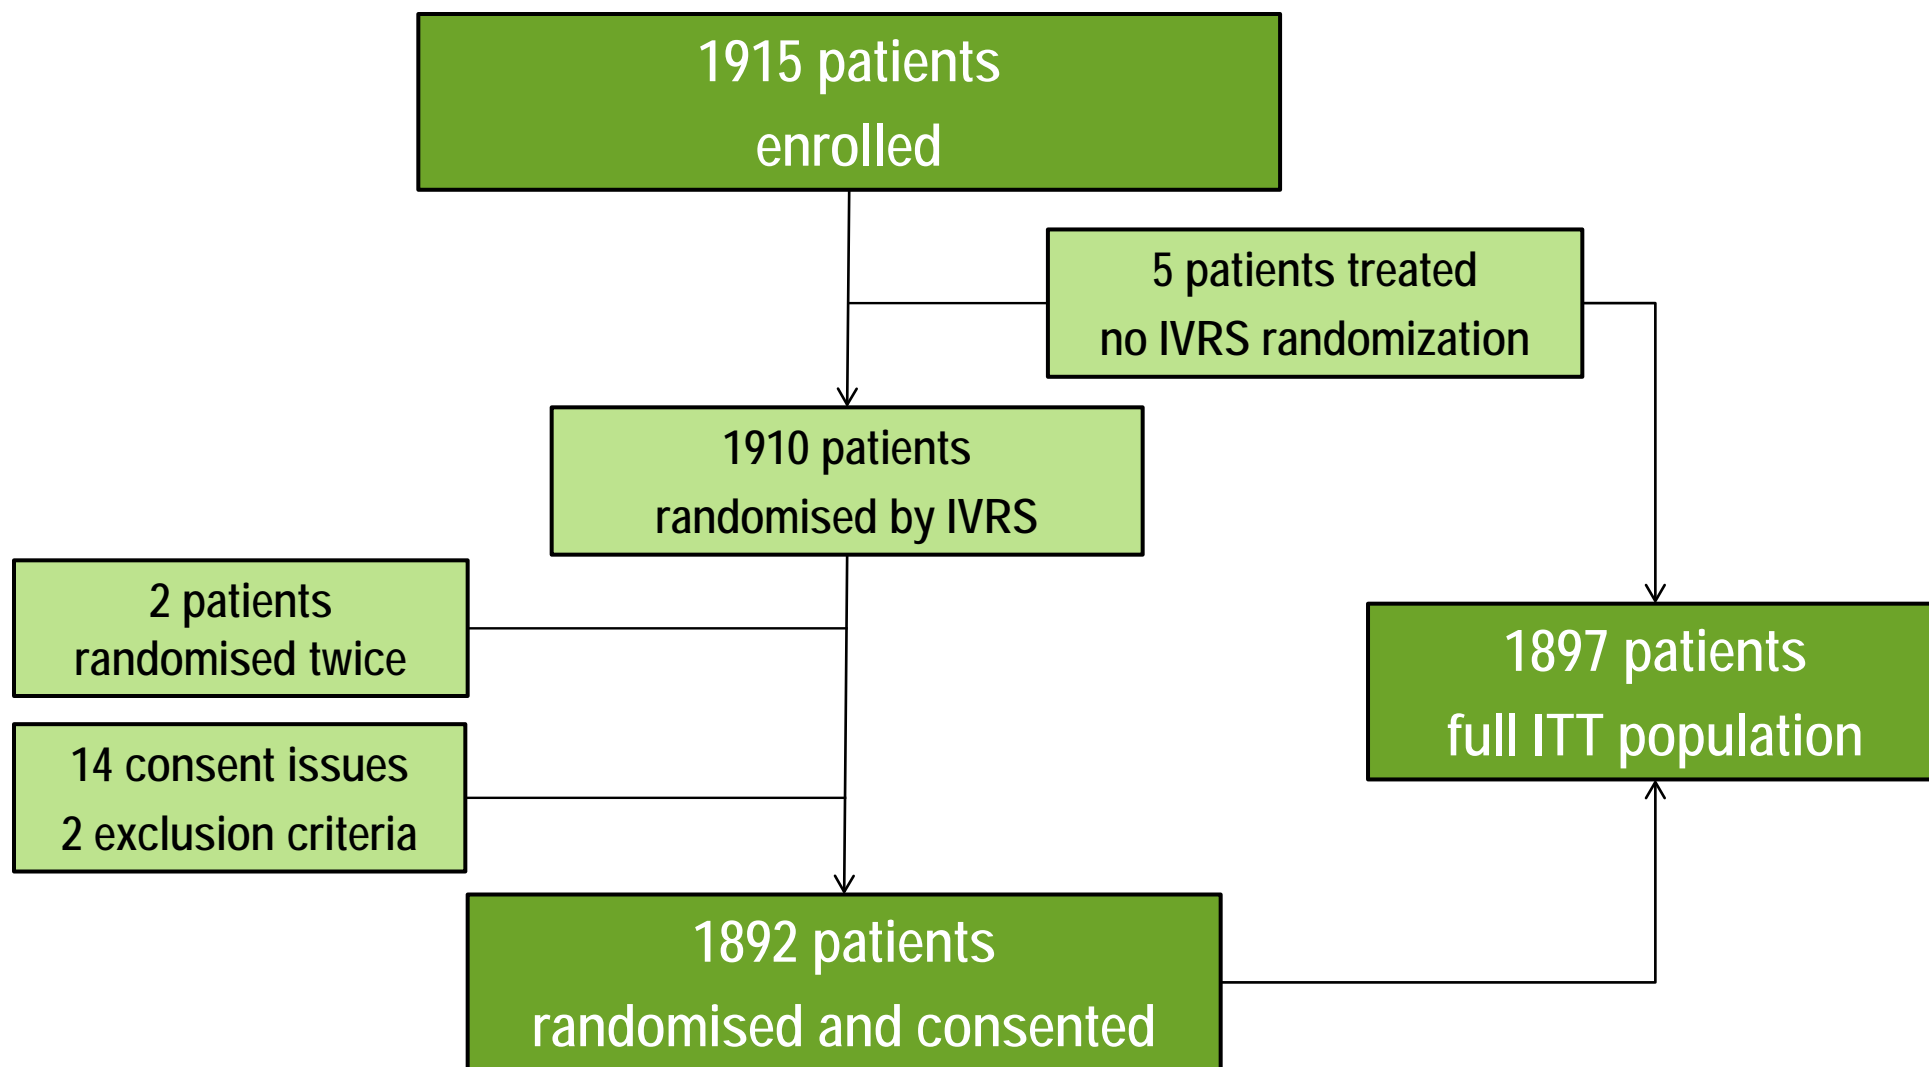 1915 patients
enrolled
5 patients treated
no IVRS randomization
1910 patients
randomised by IVRS
2 patients
randomised twice
14 consent issues
2 exclusion criteria
1897 patients
full ITT population
1892 patients
randomised and consented